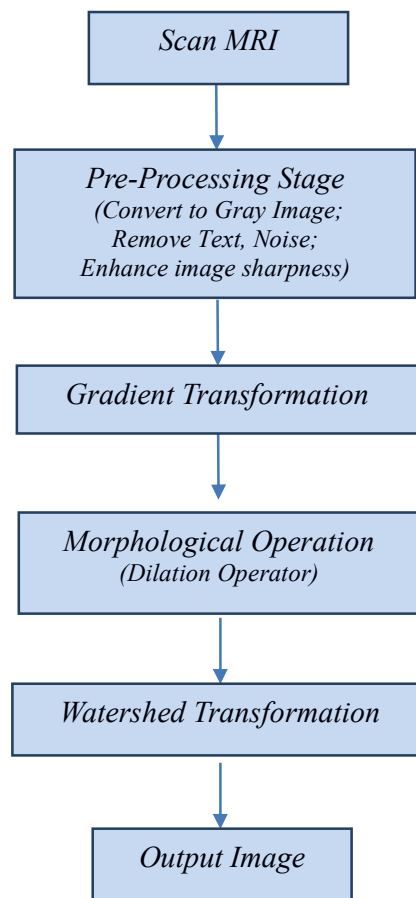 Scan MRI
Pre-Processing Stage
(Convert to Gray Image;
Remove Text, Noise;
Enhance image sharpness)
Gradient Transformation
Morphological Operation
(Dilation Operator)
Watershed Transformation
Output Image